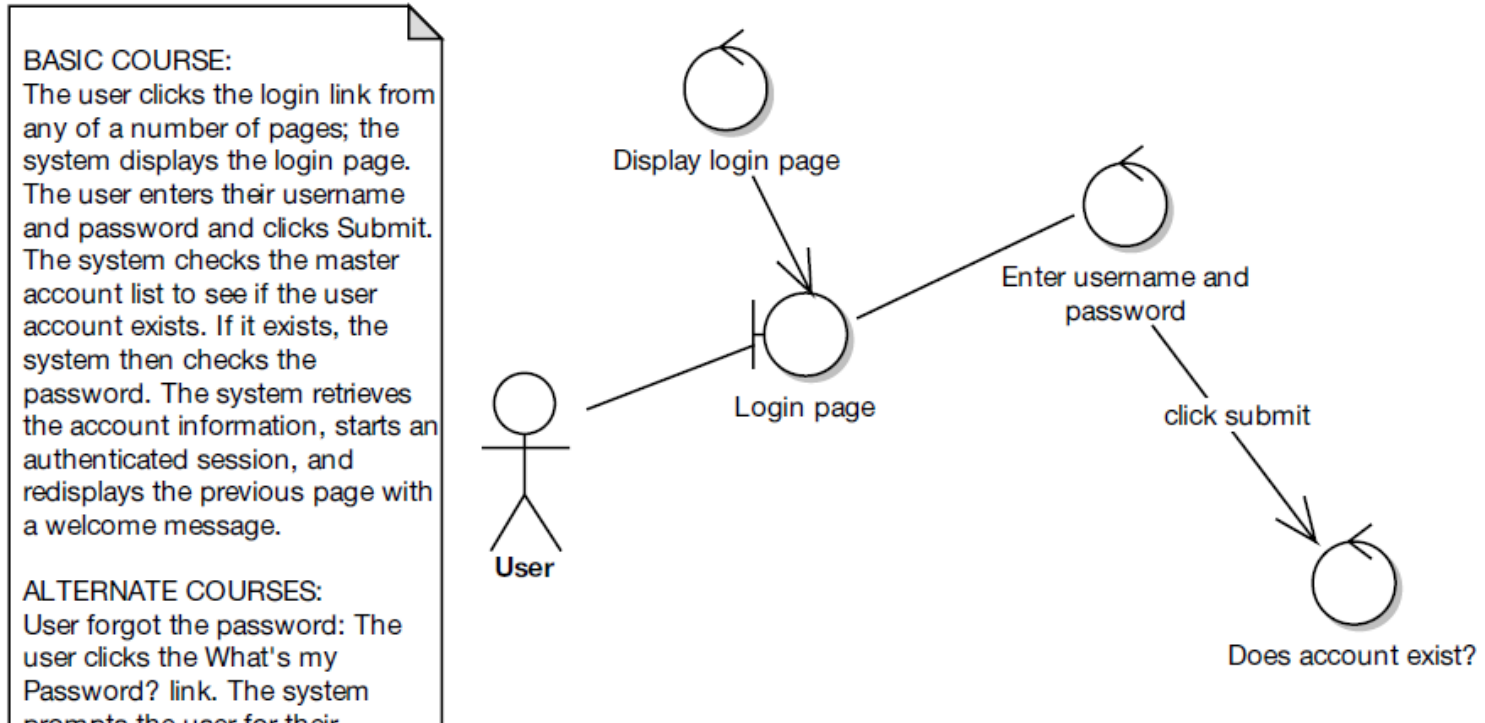 BASIC COURSE:
The user clicks the login link from
any of a number of pages; the
system displays the login page.
The user enters their username
and password and clicks Submit.
The system checks the master
account list to see if the user
account exists. If it exists, the
system then checks the
password. The system retrieves
the account information, starts an
authenticated session, and
redisplays the previous page with
a welcome message.
ALTERNATE COURSES:
User forgot the password: The
user clicks the What's my
Password? link. The system
prompts the user for their
Display login page
Enter username and
password
Login page
click submit
User
Does account exist?